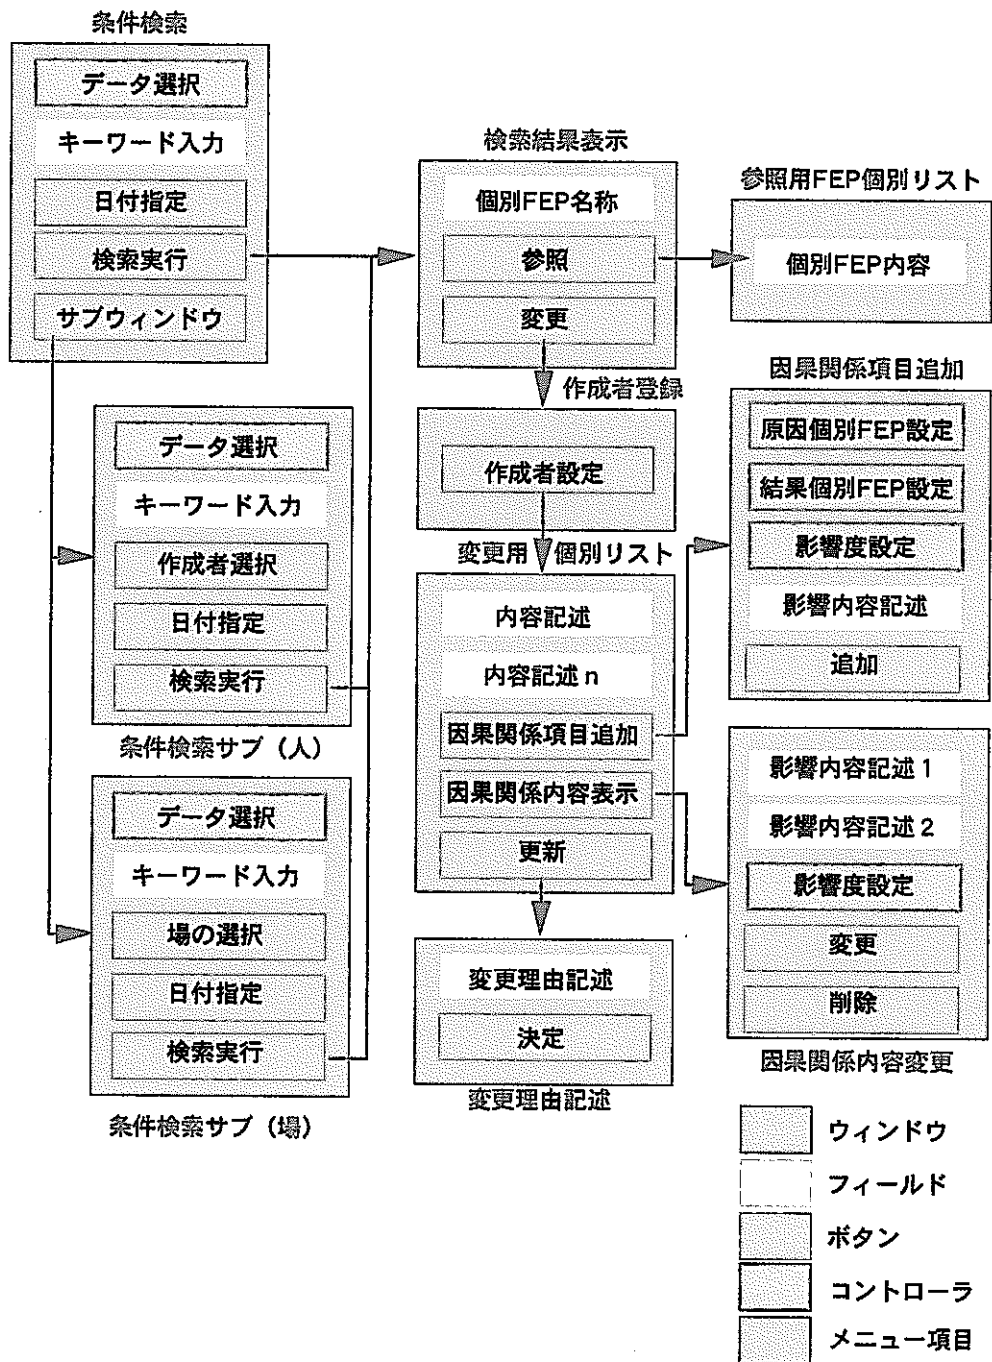 条件検索
データ選択
キーワード入力
日付指定
検索実行
サブウィンドウ
データ選択
キーワード入力
作成者選択
日付指定
検索実行
条件検索サブ（人）
データ選択
キーワード入力
場の選択
日付指定
検索実行
条件検索サブ（場）
検索結果表示
個別FEP名称
参照
変更
作成者登録
作成者設定
変更用 個別リスト
内容記述
内容記述 n
因果関係項目追加
因果関係内容表示
更新
変更理由記述
決定
変更理由記述
参照用FEP個別リスト
個別FEP内容
因果関係項目追加
原因個別FEP設定
結果個別FEP設定
影響度設定
影響内容記述
追加
影響内容記述 1
影響内容記述 2
影響度設定
変更
削除
因果関係内容変更
ウィンドウ
フィールド
ボタン
コントローラ
メニュー項目